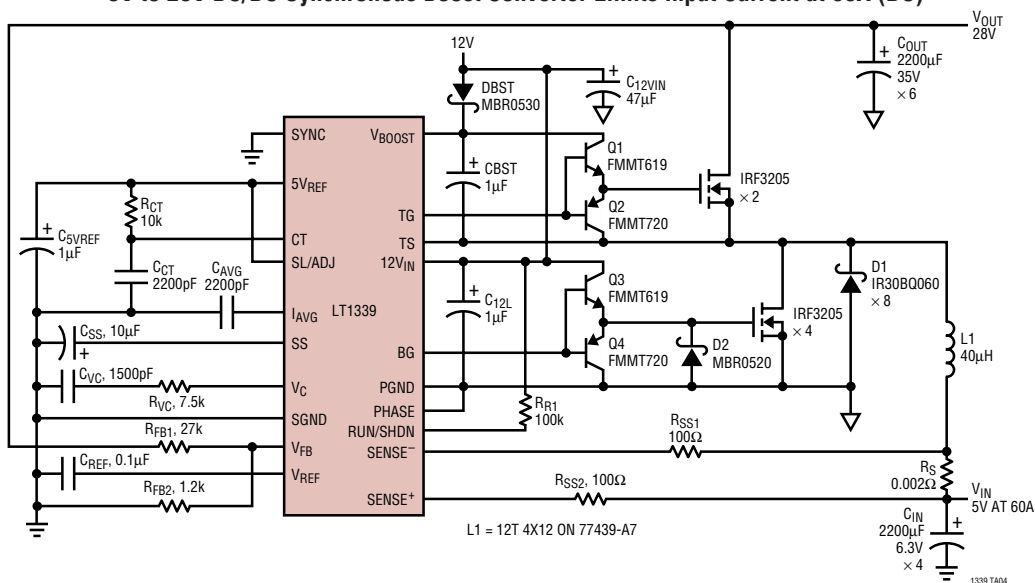 5V to 28V DC/DC Synchronous Boost Converter Limits Input Current at 60A (DC)
VOUT
28V
COUT
2200µF
35V
× 6
12V
DBST
MBR0530
+
C12VIN
47µF
SYNC
VBOOST
Q1
FMMT619
+
CBST
1µF
IRF3205
× 2
5VREF
RCT
10k
TG
Q2
FMMT720
+
C5VREF
1µF
CT
TS
SL/ADJ
12VIN
CCT
2200pF
CAVG
2200pF
IAVG
LT1339
+
C12L
1µF
Q3
FMMT619
D1
IR30BQ060
× 8
IRF3205
× 4
CSS, 10µF
+
SS
BG
Q4
FMMT720
D2
MBR0520
L1
40µH
CVC, 1500pF
RVC, 7.5k
VC
PGND
PHASE
SGND
RUN/SHDN
RR1
100k
RFB1, 27k
VFB
SENSE–
RSS1
100Ω
CREF, 0.1µF
VREF
RS
0.002Ω
RFB2, 1.2k
SENSE+
RSS2, 100Ω
VIN
5V AT 60A
L1 = 12T 4X12 ON 77439-A7
CIN
2200µF
6.3V
× 4
+
1339 TA04